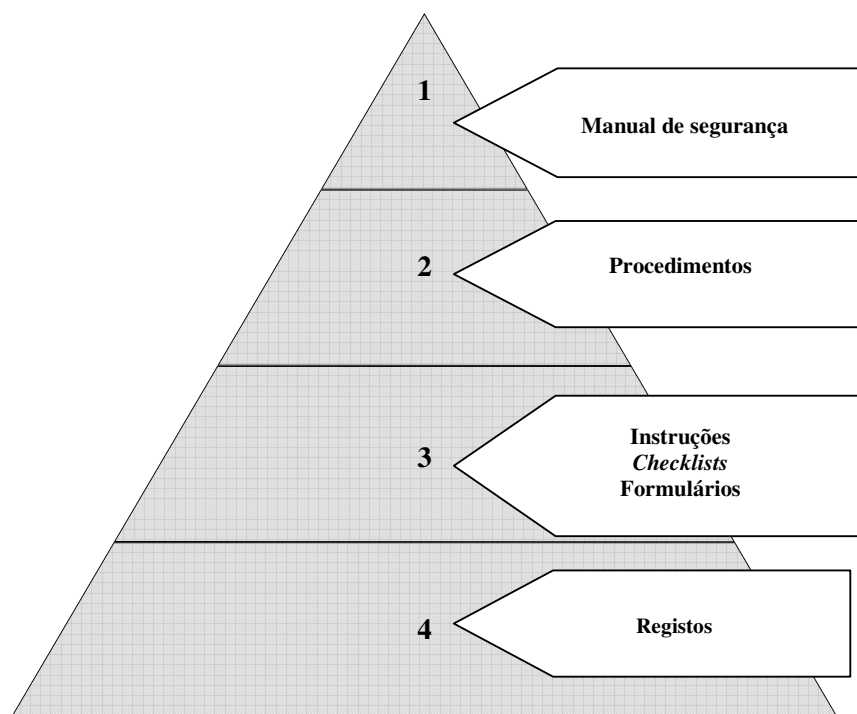 1
Manual de segurança
2
Procedimentos
3
Instruções
Checklists
Formulários
4
Registos